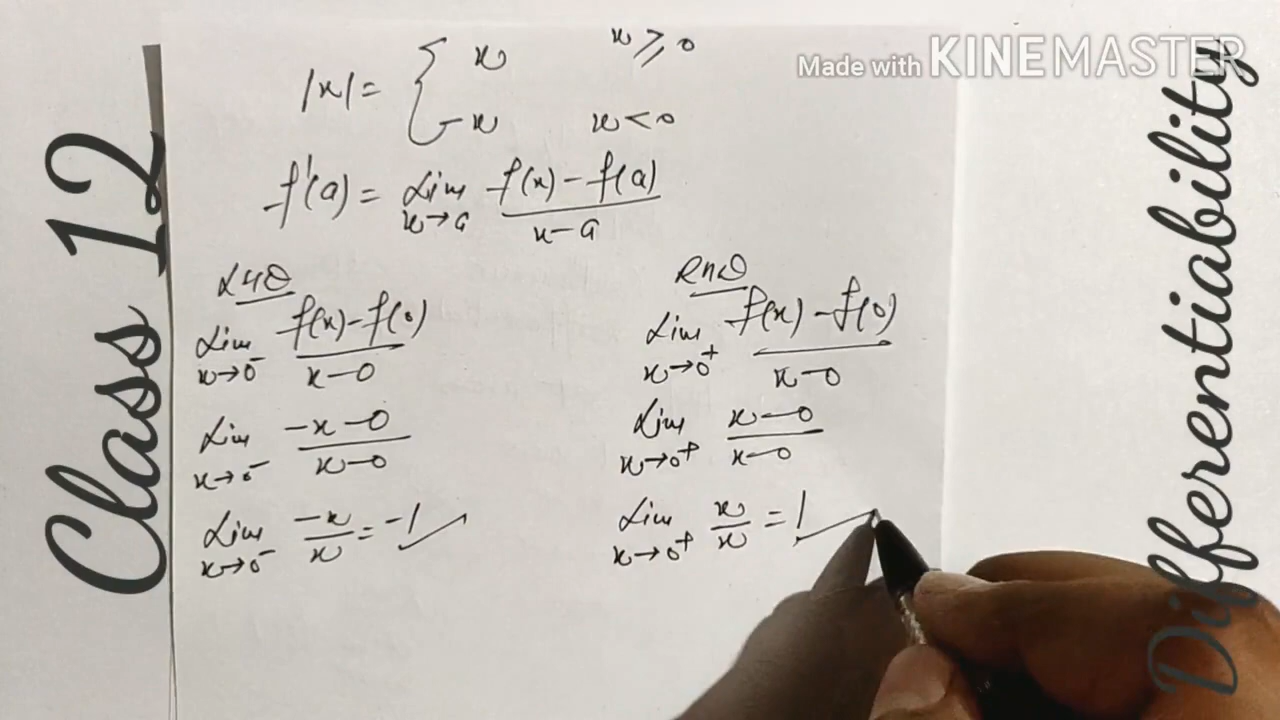 Made with KINEMASTER
Class 12
Differentiability
|x| = { x x ⩾ 0
-x x < 0
f'(a) = Lim x→a f(x) - f(a) / x - a
LHD
Lim x→0⁻ f(x) - f(0) / x - 0
Lim x→0⁻ -x - 0 / x - 0
Lim x→0⁻ -x / x = -1
RHD
Lim x→0⁺ f(x) - f(0) / x - 0
Lim x→0⁺ x - 0 / x - 0
Lim x→0⁺ x / x = 1